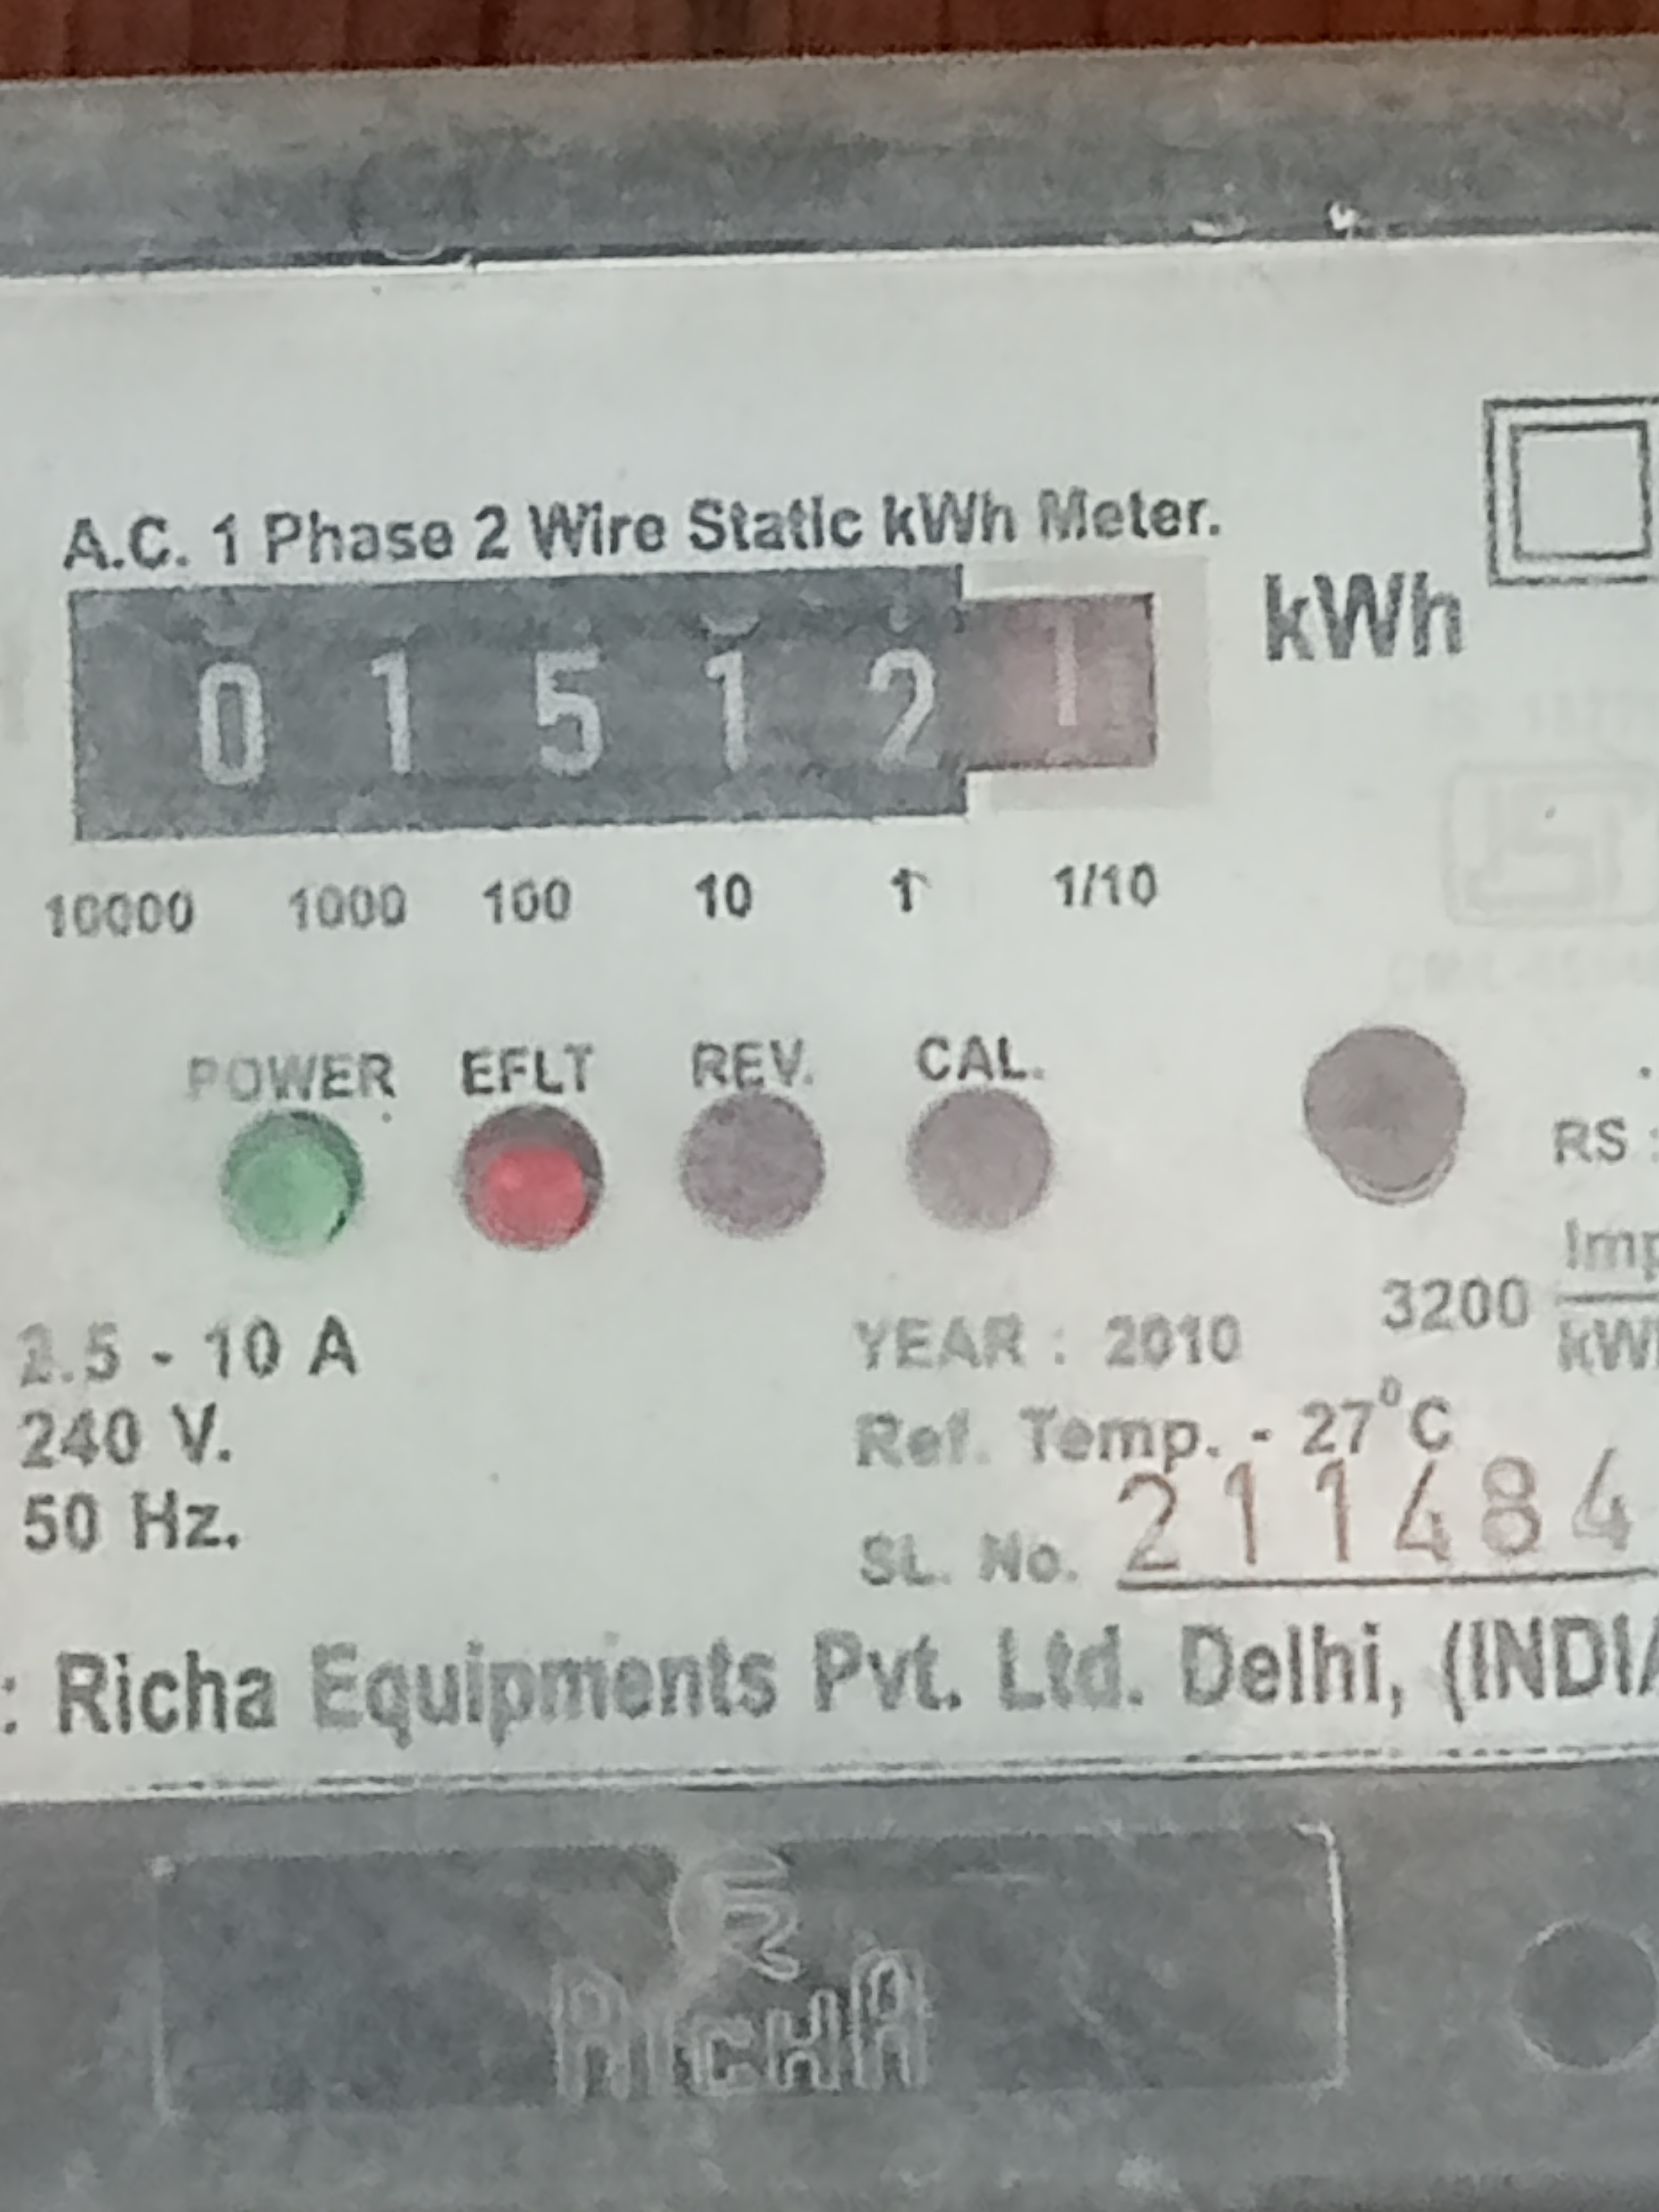 A.C. 1 Phase 2 Wire Static kWh Meter.
0 1 5 1 2 1 kWh
10000 1000 100 10 1 1/10
POWER EFLT REV. CAL.
RS :
Imp
3200
kWh
2.5 - 10 A
240 V.
50 Hz.
YEAR : 2010
Ref. Temp. - 27°C
SL. No. 211484
: Richa Equipments Pvt. Ltd. Delhi, (INDIA
R
RICHA